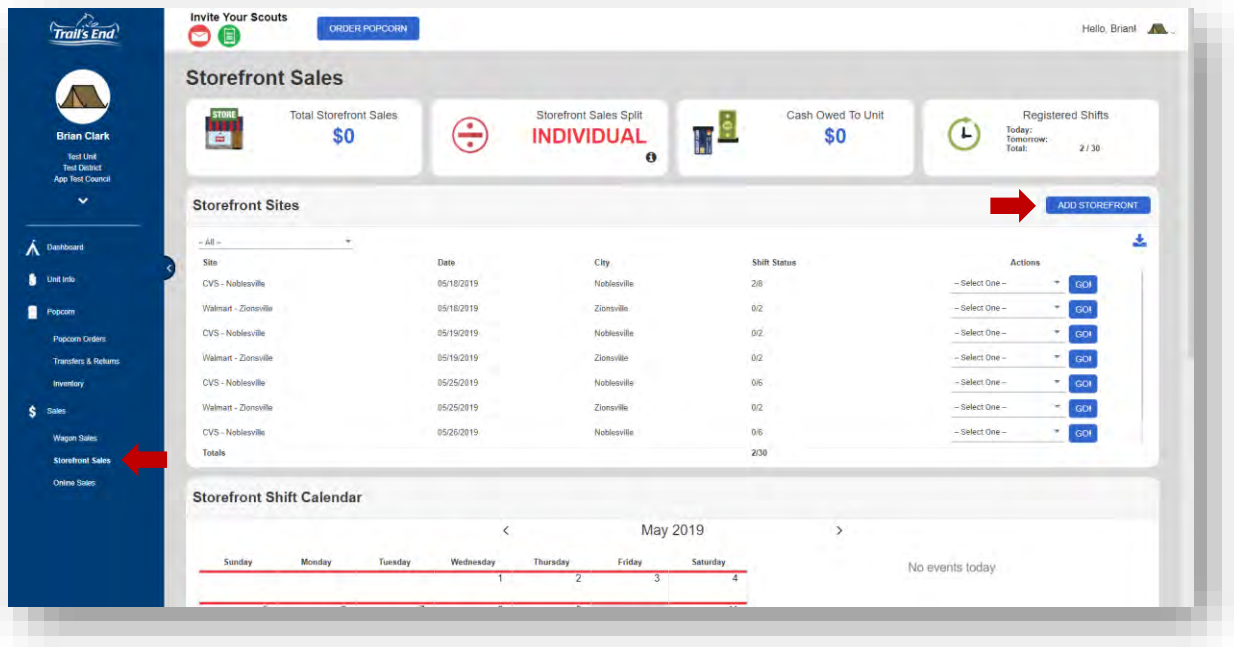 Trail's End
Brian Clark
Test Unit
Test District
App Test Council
Dashboard
Unit Info
Popcorn
Popcorn Orders
Transfers & Returns
Inventory
$ Sales
Wagon Sales
Storefront Sales
Online Sales
Invite Your Scouts
ORDER POPCORN
Hello, Brian!
Storefront Sales
STORE
Total Storefront Sales
$0
Storefront Sales Split
INDIVIDUAL
Cash Owed To Unit
$0
Registered Shifts
Today:
Tomorrow:
Total: 2 / 30
Storefront Sites
ADD STOREFRONT
-- All --
Site Date City Shift Status Actions
CVS - Noblesville 05/18/2019 Noblesville 2/8 -- Select One -- GO!
Walmart - Zionsville 05/18/2019 Zionsville 0/2 -- Select One -- GO!
CVS - Noblesville 05/19/2019 Noblesville 0/2 -- Select One -- GO!
Walmart - Zionsville 05/19/2019 Zionsville 0/2 -- Select One -- GO!
CVS - Noblesville 05/25/2019 Noblesville 0/6 -- Select One -- GO!
Walmart - Zionsville 05/25/2019 Zionsville 0/2 -- Select One -- GO!
CVS - Noblesville 05/26/2019 Noblesville 0/6 -- Select One -- GO!
Totals 2/30
Storefront Shift Calendar
< May 2019 >
Sunday Monday Tuesday Wednesday Thursday Friday Saturday
1 2 3 4
No events today